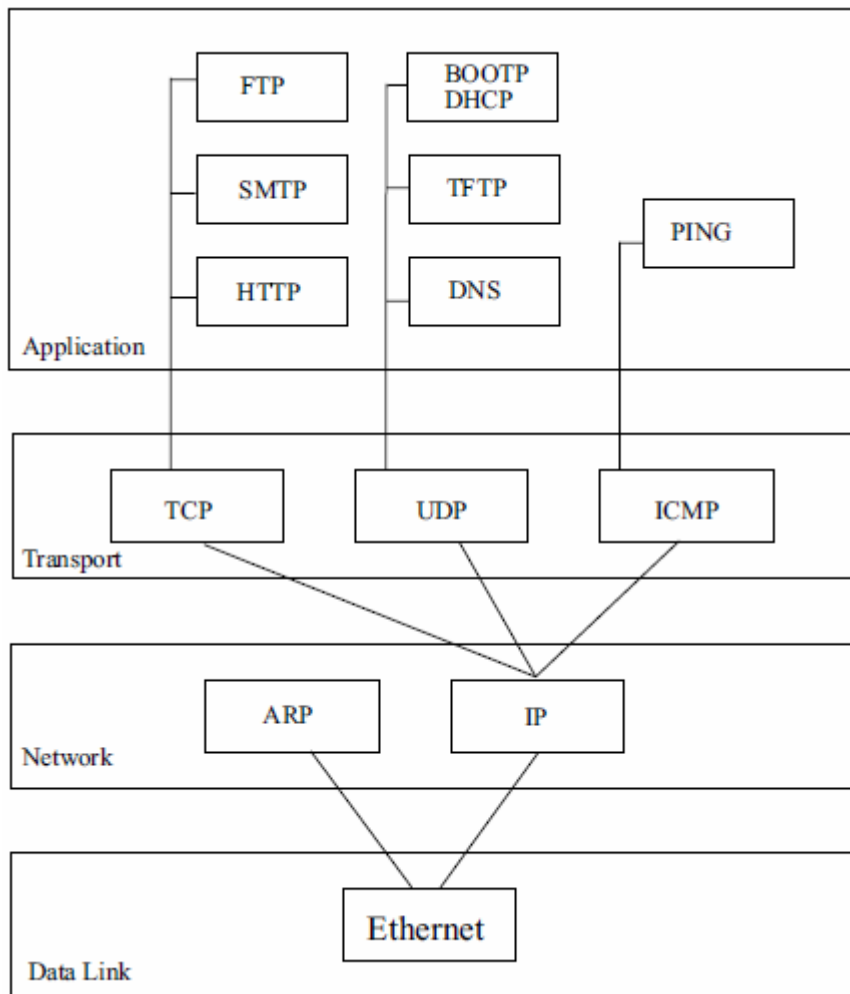 FTP
BOOTP
DHCP
SMTP
TFTP
PING
HTTP
DNS
Application
TCP
UDP
ICMP
Transport
ARP
IP
Network
Ethernet
Data Link